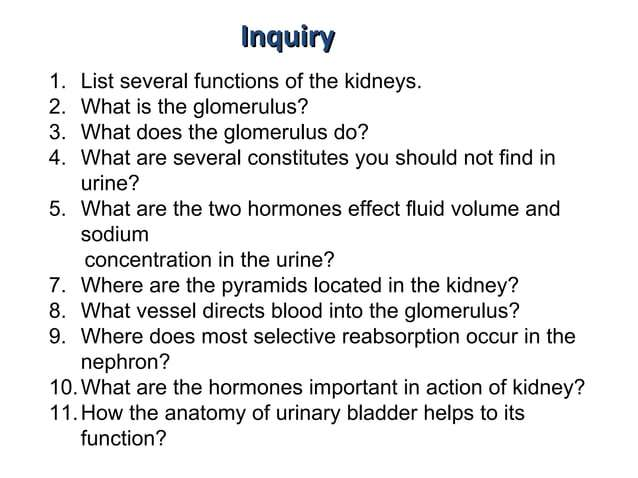 Inquiry
1. List several functions of the kidneys.
2. What is the glomerulus?
3. What does the glomerulus do?
4. What are several constitutes you should not find in
urine?
5. What are the two hormones effect fluid volume and
sodium
concentration in the urine?
7. Where are the pyramids located in the kidney?
8. What vessel directs blood into the glomerulus?
9. Where does most selective reabsorption occur in the
nephron?
10. What are the hormones important in action of kidney?
11. How the anatomy of urinary bladder helps to its
function?